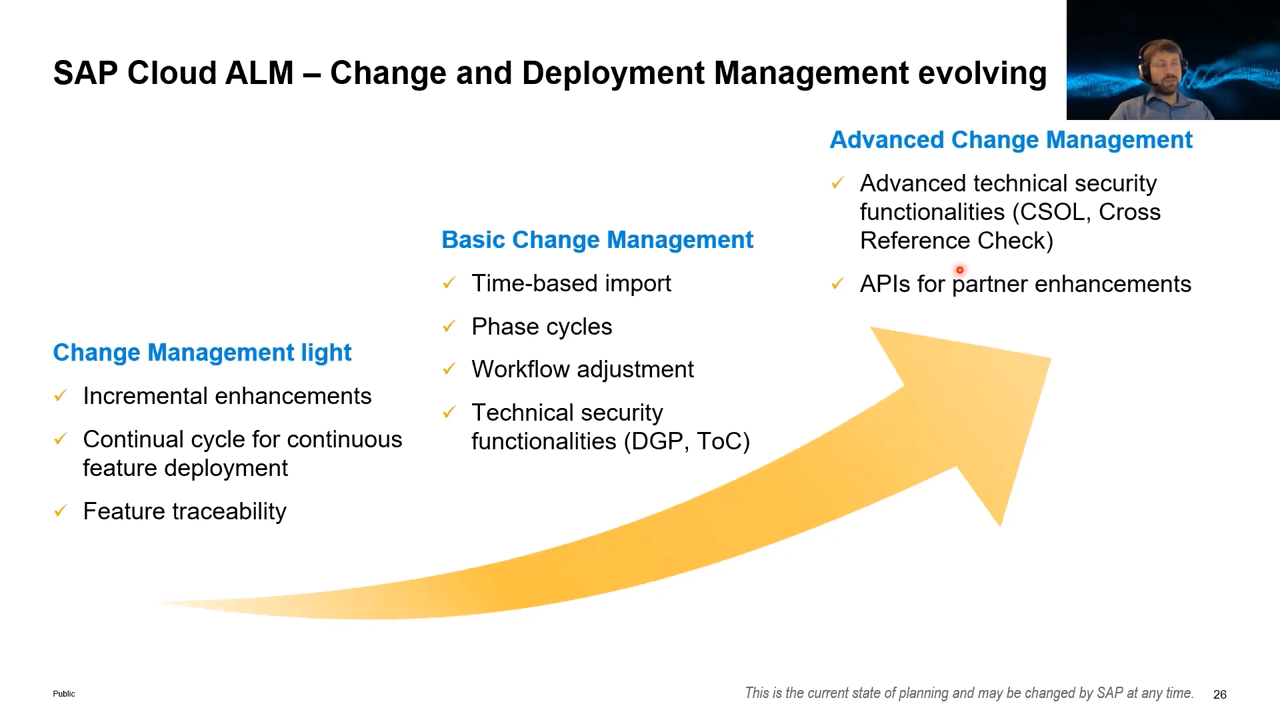 SAP Cloud ALM – Change and Deployment Management evolving
Change Management light
Incremental enhancements
Continual cycle for continuous
feature deployment
Feature traceability
Basic Change Management
Time-based import
Phase cycles
Workflow adjustment
Technical security
functionalities (DGP, ToC)
Advanced Change Management
Advanced technical security
functionalities (CSOL, Cross
Reference Check)
APIs for partner enhancements
Public
This is the current state of planning and may be changed by SAP at any time.
26